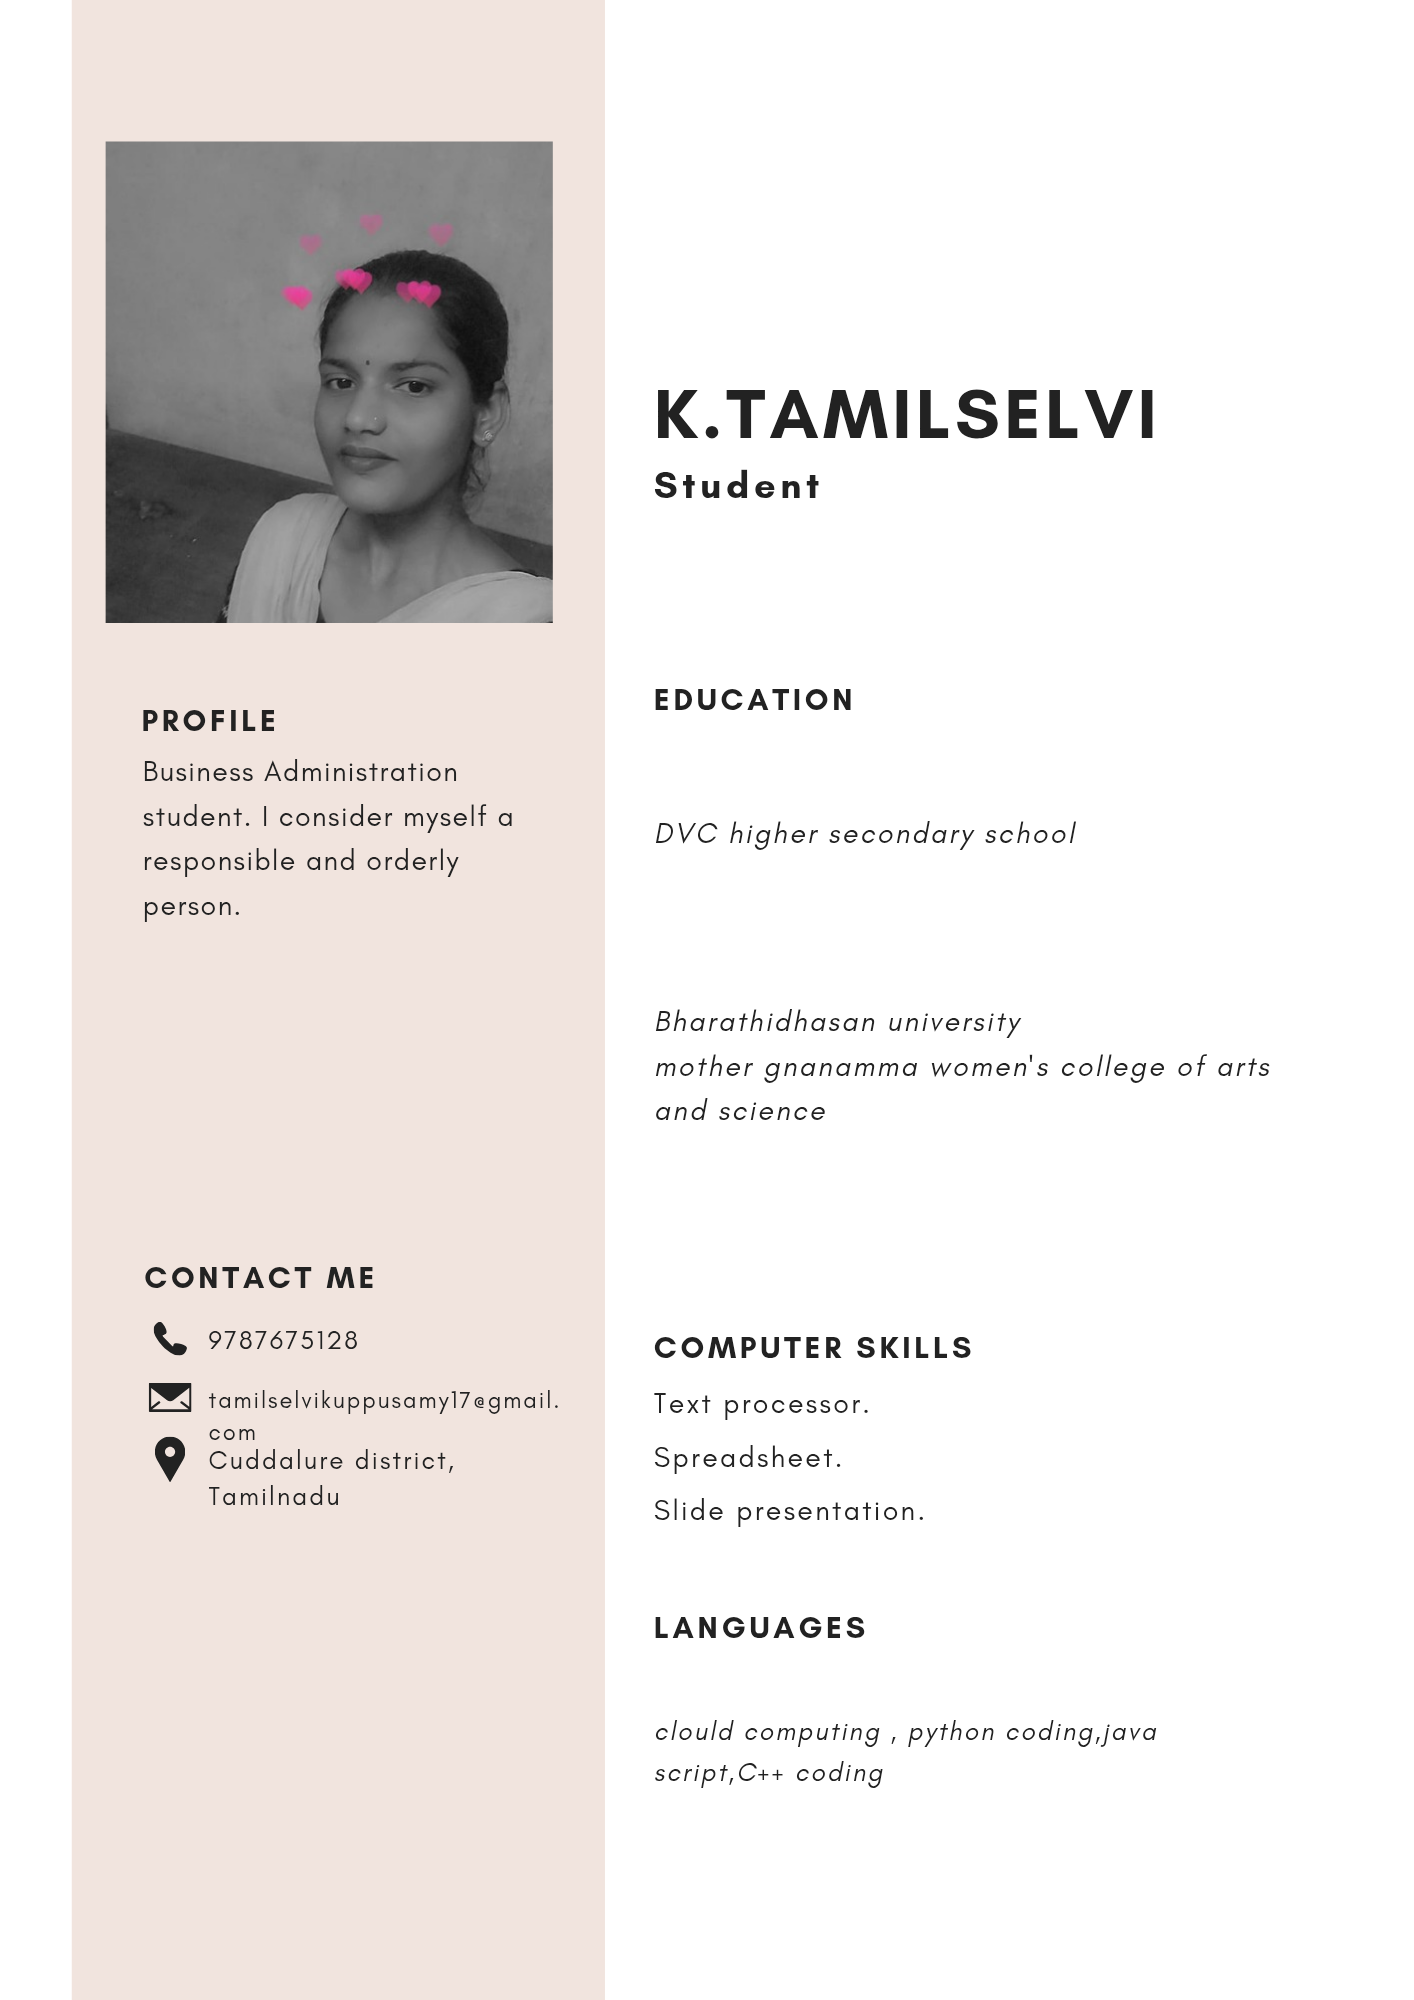 K.TAMILSELVI
Student
PROFILE
Business Administration
student. I consider myself a
responsible and orderly
person.
CONTACT ME
9787675128
tamilselvikuppusamy17@gmail.
com
Cuddalure district,
Tamilnadu
EDUCATION
DVC higher secondary school
Bharathidhasan university
mother gnanamma women's college of arts
and science
COMPUTER SKILLS
Text processor.
Spreadsheet.
Slide presentation.
LANGUAGES
clould computing , python coding,java
script,C++ coding